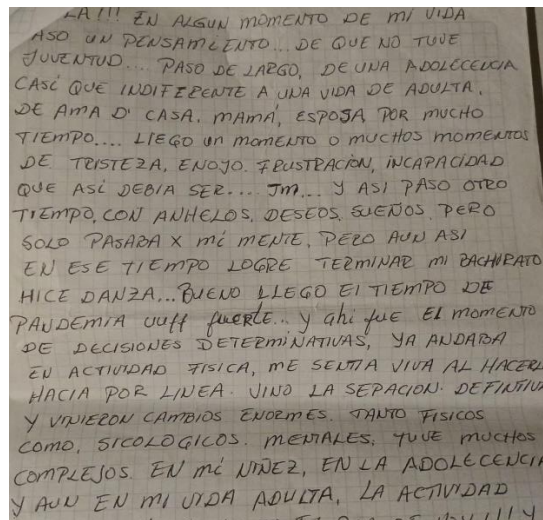 LA!!! EN ALGUN MOMENTO DE MI VIDA
ASO UN PENSAMIENTO... DE QUE NO TUVE
JUVENTUD... PASO DE LARGO, DE UNA ADOLECENCIA
CASI QUE INDIFERENTE A UNA VIDA DE ADULTA,
DE AMA D' CASA, MAMA, ESPOSA POR MUCHO
TIEMPO.... LLEGO UN MOMENTO O MUCHOS MOMENTOS
DE TRISTEZA, ENOJO. FRUSTRACION, INCAPACIDAD
QUE ASI DEBIA SER.... JM... Y ASI PASO OTRO
TIEMPO, CON ANHELOS, DESEOS, SUEÑOS, PERO
SOLO PASABA X MI MENTE, PERO AUN ASI
EN ESE TIEMPO LOGRE TERMINAR MI BACHIRATO
HICE DANZA... BUENO LLEGO El TIEMPO DE
PANDEMIA uuff fuerte... y ahi fue EL MOMENTO
DE DECISIONES DETERMINATIVAS, YA ANDABA
EN ACTIVIDAD FISICA, ME SENTIA VIVA AL HACERL
HACIA POR LINEA. VINO LA SEPACION. DEFINTIVA
Y VINIERON CAMBIOS ENORMES. TANTO FISICOS
COMO, SICOLOGICOS. MENTALES, TUVE MUCHOS
COMPLEJOS. EN MI NIÑEZ, EN LA ADOLECENCIA
Y AUN EN MI VIDA ADULTA, LA ACTIVIDAD